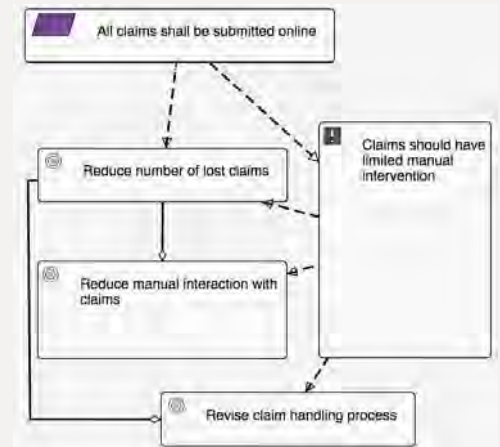 All claims shall be submitted online
Claims should have
limited manual
intervention
Reduce number of lost claims
Reduce manual interaction with
claims
Revise claim handling process